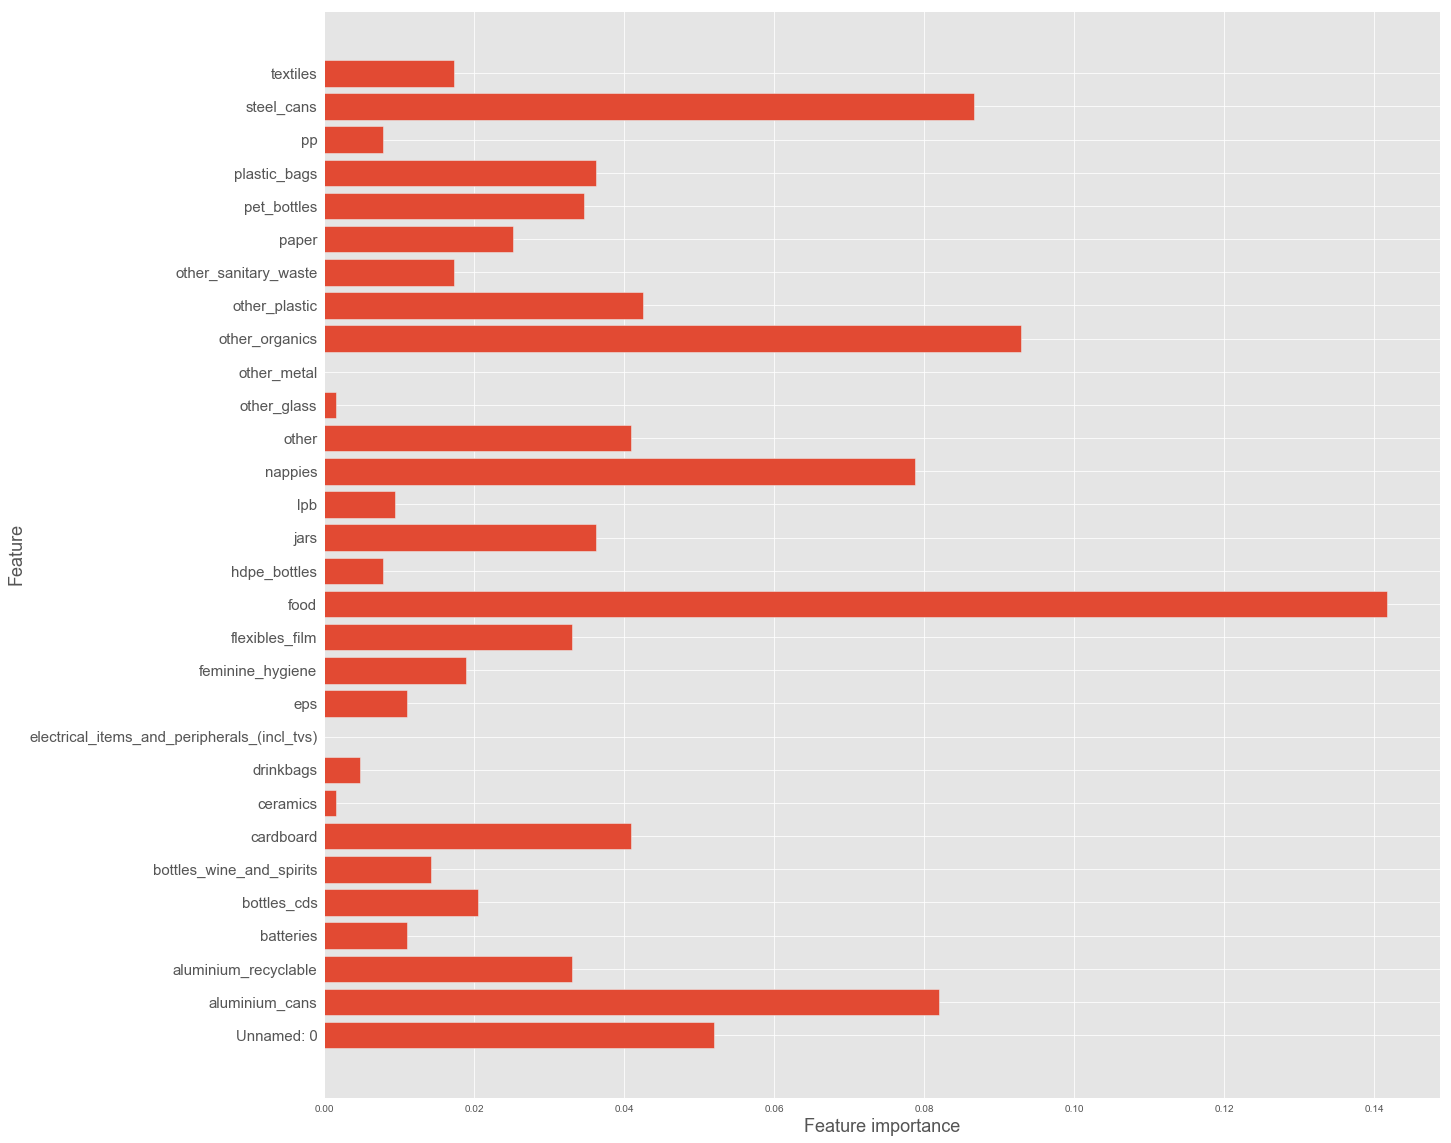 textiles
steel_cans
pp
plastic_bags
pet_bottles
paper
other_sanitary_waste
other_plastic
other_organics
other_metal
other_glass
other
nappies
lpb
jars
hdpe_bottles
food
flexibles_film
feminine_hygiene
eps
electrical_items_and_peripherals_(incl_tvs)
drinkbags
ceramics
cardboard
bottles_wine_and_spirits
bottles_cds
batteries
aluminium_recyclable
aluminium_cans
Unnamed: 0
Feature
0.00 0.02 0.04 0.06 0.08 0.10 0.12 0.14
Feature importance